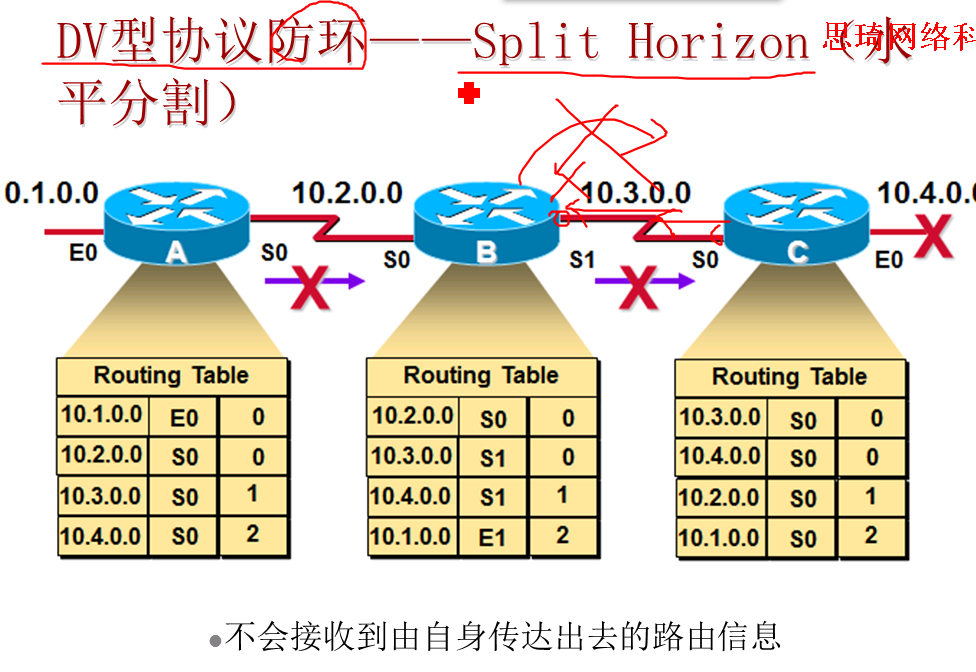 DV型协议防环——Split Horizon（水
平分割）
思琦网络科
0.1.0.0
10.2.0.0
10.3.0.0
10.4.0.0
E0
A
S0
S0
B
S1
S0
C
E0
X
X
X
Routing Table
10.1.0.0 E0 0
10.2.0.0 S0 0
10.3.0.0 S0 1
10.4.0.0 S0 2
Routing Table
10.2.0.0 S0 0
10.3.0.0 S1 0
10.4.0.0 S1 1
10.1.0.0 E1 2
Routing Table
10.3.0.0 S0 0
10.4.0.0 S0 0
10.2.0.0 S0 1
10.1.0.0 S0 2
不会接收到由自身传达出去的路由信息